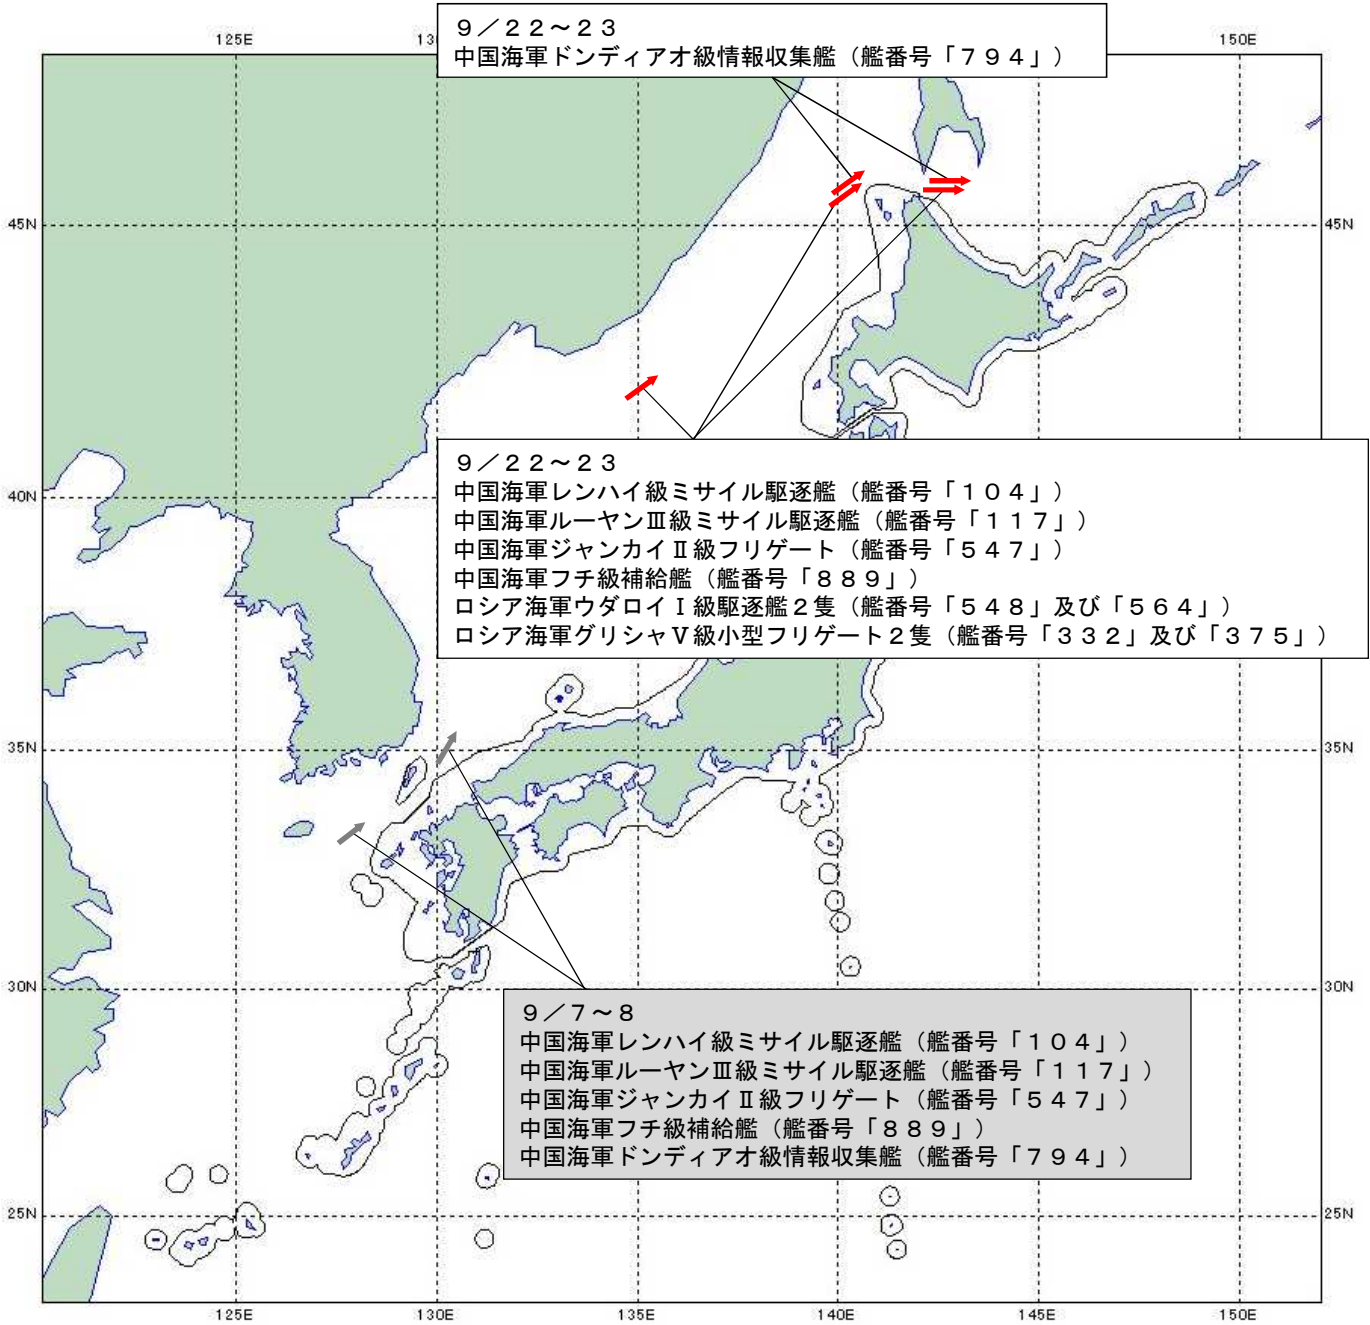 ９／２２～２３
中国海軍ドンディアオ級情報収集艦（艦番号「７９４」）
125E
150E
45N
45N
９／２２～２３
中国海軍レンハイ級ミサイル駆逐艦（艦番号「１０４」）
中国海軍ルーヤンⅢ級ミサイル駆逐艦（艦番号「１１７」）
中国海軍ジャンカイⅡ級フリゲート（艦番号「５４７」）
中国海軍フチ級補給艦（艦番号「８８９」）
ロシア海軍ウダロイⅠ級駆逐艦２隻（艦番号「５４８」及び「５６４」）
ロシア海軍グリシャⅤ級小型フリゲート２隻（艦番号「３３２」及び「３７５」）
40N
35N
35N
30N
30N
９／７～８
中国海軍レンハイ級ミサイル駆逐艦（艦番号「１０４」）
中国海軍ルーヤンⅢ級ミサイル駆逐艦（艦番号「１１７」）
中国海軍ジャンカイⅡ級フリゲート（艦番号「５４７」）
中国海軍フチ級補給艦（艦番号「８８９」）
中国海軍ドンディアオ級情報収集艦（艦番号「７９４」）
25N
25N
125E 130E 135E 140E 145E 150E